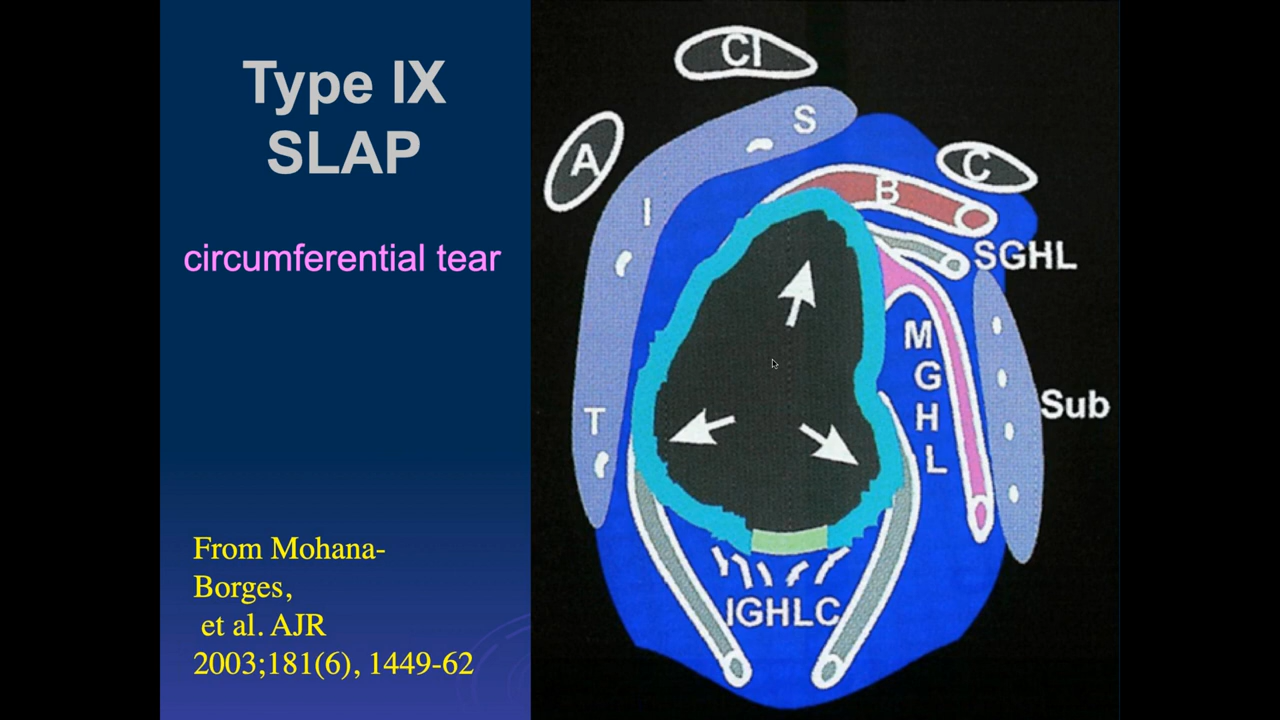 Type IX
SLAP
circumferential tear
From Mohana-
Borges,
et al. AJR
2003;181(6), 1449-62
Cl
S
A
C
B
I
SGHL
M
G
H
L
Sub
T
IGHLC